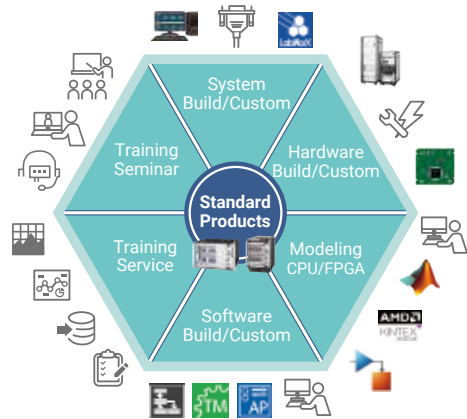 LabNavX
System
Build/Custom
Training
Seminar
Hardware
Build/Custom
Standard
Products
Training
Service
Modeling
CPU/FPGA
Software
Build/Custom
AMD
KINTEX
TM
AP